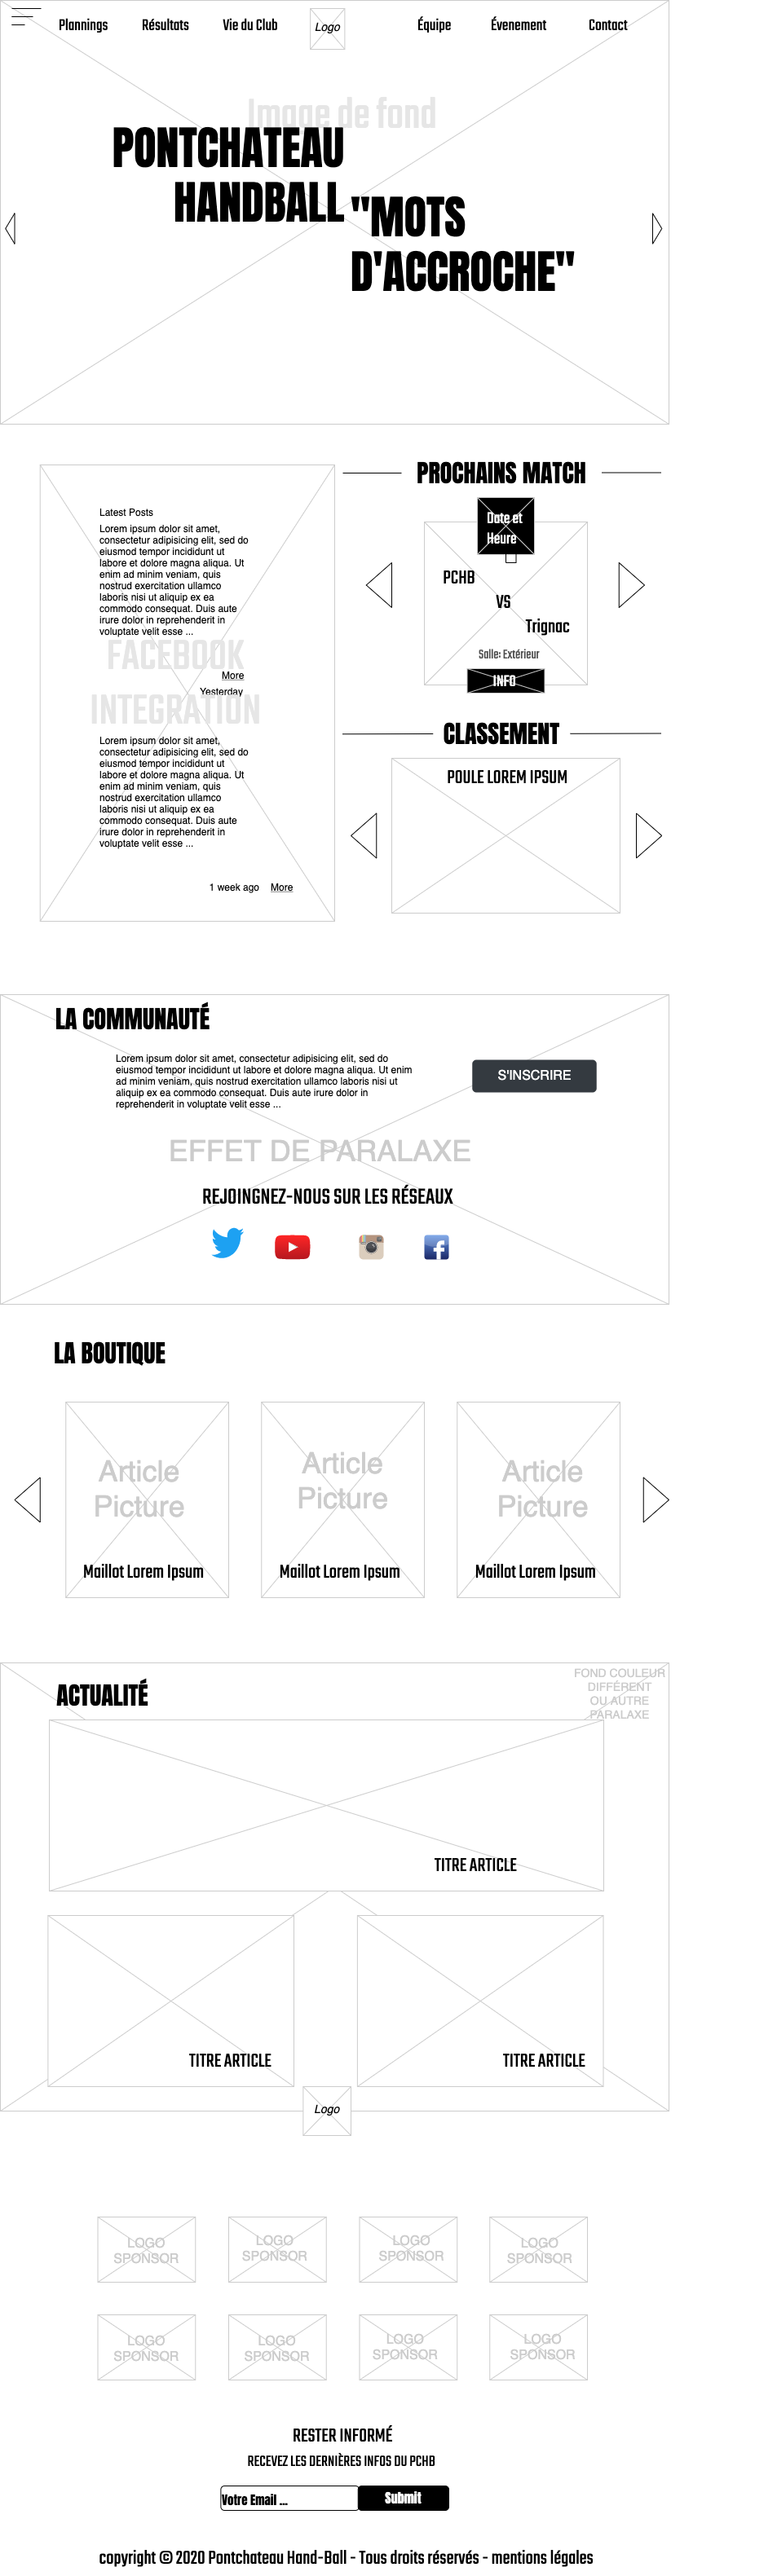 Plannings
Résultats
Vie du Club
Logo
Équipe
Évenement
Contact
Image de fond
PONTCHATEAU
HANDBALL
"MOTS
D'ACCROCHE"
Latest Posts
Lorem ipsum dolor sit amet,
consectetur adipisicing elit, sed do
eiusmod tempor incididunt ut
labore et dolore magna aliqua. Ut
enim ad minim veniam, quis
nostrud exercitation ullamco
laboris nisi ut aliquip ex ea
commodo consequat. Duis aute
irure dolor in reprehenderit in
voluptate velit esse ...
FACEBOOK
More
Yesterday
INTEGRATION
Lorem ipsum dolor sit amet,
consectetur adipisicing elit, sed do
eiusmod tempor incididunt ut
labore et dolore magna aliqua. Ut
enim ad minim veniam, quis
nostrud exercitation ullamco
laboris nisi ut aliquip ex ea
commodo consequat. Duis aute
irure dolor in reprehenderit in
voluptate velit esse ...
1 week ago More
PROCHAINS MATCH
Date et
Heure
PCHB
VS
Trignac
Salle: Extérieur
INFO
CLASSEMENT
POULE LOREM IPSUM
LA COMMUNAUTÉ
Lorem ipsum dolor sit amet, consectetur adipisicing elit, sed do
eiusmod tempor incididunt ut labore et dolore magna aliqua. Ut enim
ad minim veniam, quis nostrud exercitation ullamco laboris nisi ut
aliquip ex ea commodo consequat. Duis aute irure dolor in
reprehenderit in voluptate velit esse ...
S'INSCRIRE
EFFET DE PARALAXE
REJOINGNEZ-NOUS SUR LES RÉSEAUX
LA BOUTIQUE
Article
Picture
Maillot Lorem Ipsum
Article
Picture
Maillot Lorem Ipsum
Article
Picture
Maillot Lorem Ipsum
FOND COULEUR
DIFFÉRENT
OU AUTRE
PARALAXE
ACTUALITÉ
TITRE ARTICLE
TITRE ARTICLE
TITRE ARTICLE
Logo
LOGO
SPONSOR
LOGO
SPONSOR
LOGO
SPONSOR
LOGO
SPONSOR
LOGO
SPONSOR
LOGO
SPONSOR
LOGO
SPONSOR
LOGO
SPONSOR
RESTER INFORMÉ
RECEVEZ LES DERNIÈRES INFOS DU PCHB
Votre Email ...
Submit
copyright © 2020 Pontchateau Hand-Ball - Tous droits réservés - mentions légales